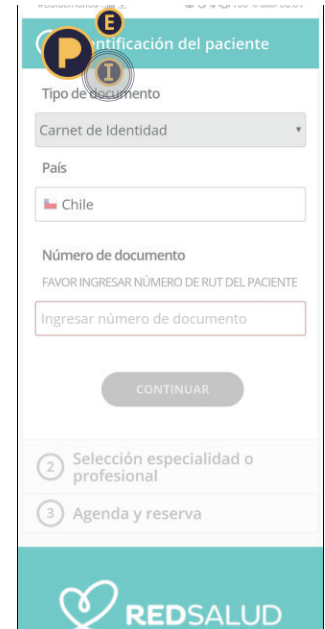 E
P
entificación del paciente
I
Tipo de documento
Carnet de Identidad
País
Chile
Número de documento
FAVOR INGRESAR NÚMERO DE RUT DEL PACIENTE
Ingresar número de documento
CONTINUAR
2 Selección especialidad o
profesional
3 Agenda y reserva
REDSALUD